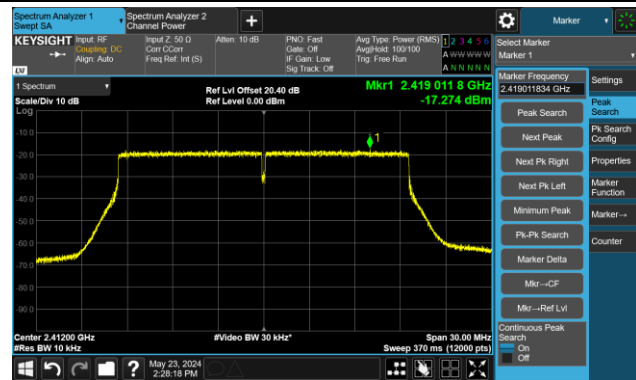 Spectrum Analyzer 1
Swept SA
Spectrum Analyzer 2
Channel Power
+
Marker
KEYSIGHT
Input: RF
Coupling: DC
Align: Auto
Input Z: 50 Ω
Corr CCorr
Freq Ref: Int (S)
Atten: 10 dB
PNO: Fast
Gate: Off
IF Gain: Low
Sig Track: Off
Avg Type: Power (RMS)
Avg|Hold: 100/100
Trig: Free Run
1 2 3 4 5 6
A W W W W W
A N N N N N
LXI
Select Marker
Marker 1
1 Spectrum
Scale/Div 10 dB
Log
Ref Lvl Offset 20.40 dB
Ref Level 0.00 dBm
Mkr1 2.419 011 8 GHz
-17.274 dBm
-10.0
-20.0
-30.0
-40.0
-50.0
-60.0
-70.0
-80.0
-90.0
1
Center 2.41200 GHz
#Res BW 10 kHz
#Video BW 30 kHz*
Span 30.00 MHz
Sweep 370 ms (12000 pts)
Marker Frequency
2.419011834 GHz
Peak Search
Next Peak
Next Pk Right
Next Pk Left
Minimum Peak
Pk-Pk Search
Marker Delta
Mkr→CF
Mkr→Ref Lvl
Continuous Peak
Search
On
Off
Settings
Peak
Search
Pk Search
Config
Properties
Marker
Function
Marker→
Counter
?
May 23, 2024
2:28:18 PM